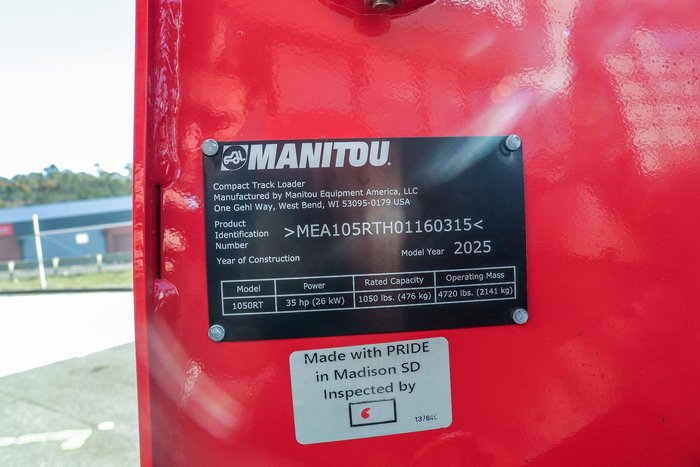 MANITOU
Compact Track Loader
Manufactured by Manitou Equipment America, LLC
One Gehl Way, West Bend, WI 53095-0179 USA
Product Identification Number >MEA105RTH01160315<
Year of Construction Model Year 2025
Model Power Rated Capacity Operating Mass
1050RT 35 hp (26 kW) 1050 lbs. (476 kg) 4720 lbs. (2141 kg)
Made with PRIDE
in Madison SD
Inspected by
6